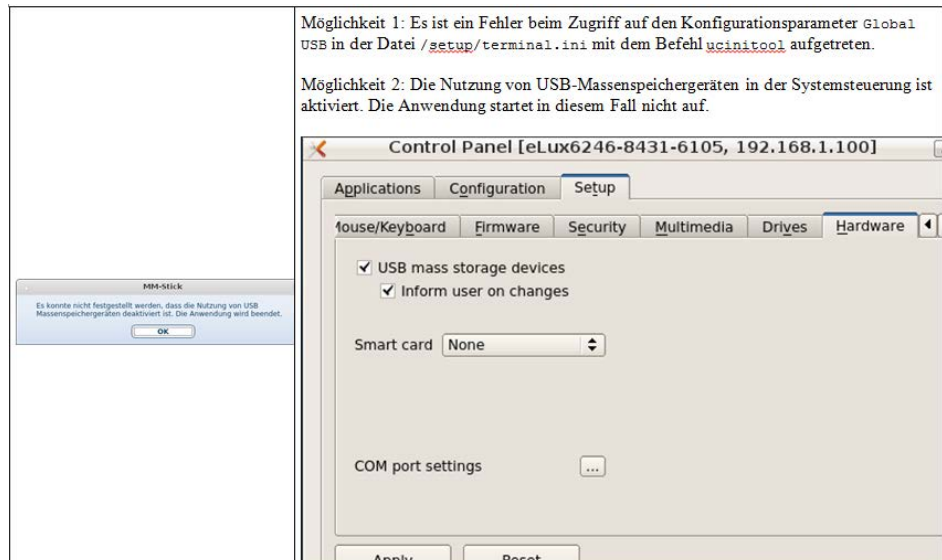 Möglichkeit 1: Es ist ein Fehler beim Zugriff auf den Konfigurationsparameter Global
USB in der Datei /setup/terminal.ini mit dem Befehl ucinitool aufgetreten.
Möglichkeit 2: Die Nutzung von USB-Massenspeichergeräten in der Systemsteuerung ist
aktiviert. Die Anwendung startet in diesem Fall nicht auf.
MM-Stick
Es konnte nicht festgestellt werden, dass die Nutzung von USB
Massenspeichergeräten deaktiviert ist. Die Anwendung wird beendet.
OK
Control Panel [eLux6246-8431-6105, 192.168.1.100]
Applications Configuration Setup
Mouse/Keyboard Firmware Security Multimedia Drives Hardware
USB mass storage devices
Inform user on changes
Smart card None
COM port settings ...
Apply Reset